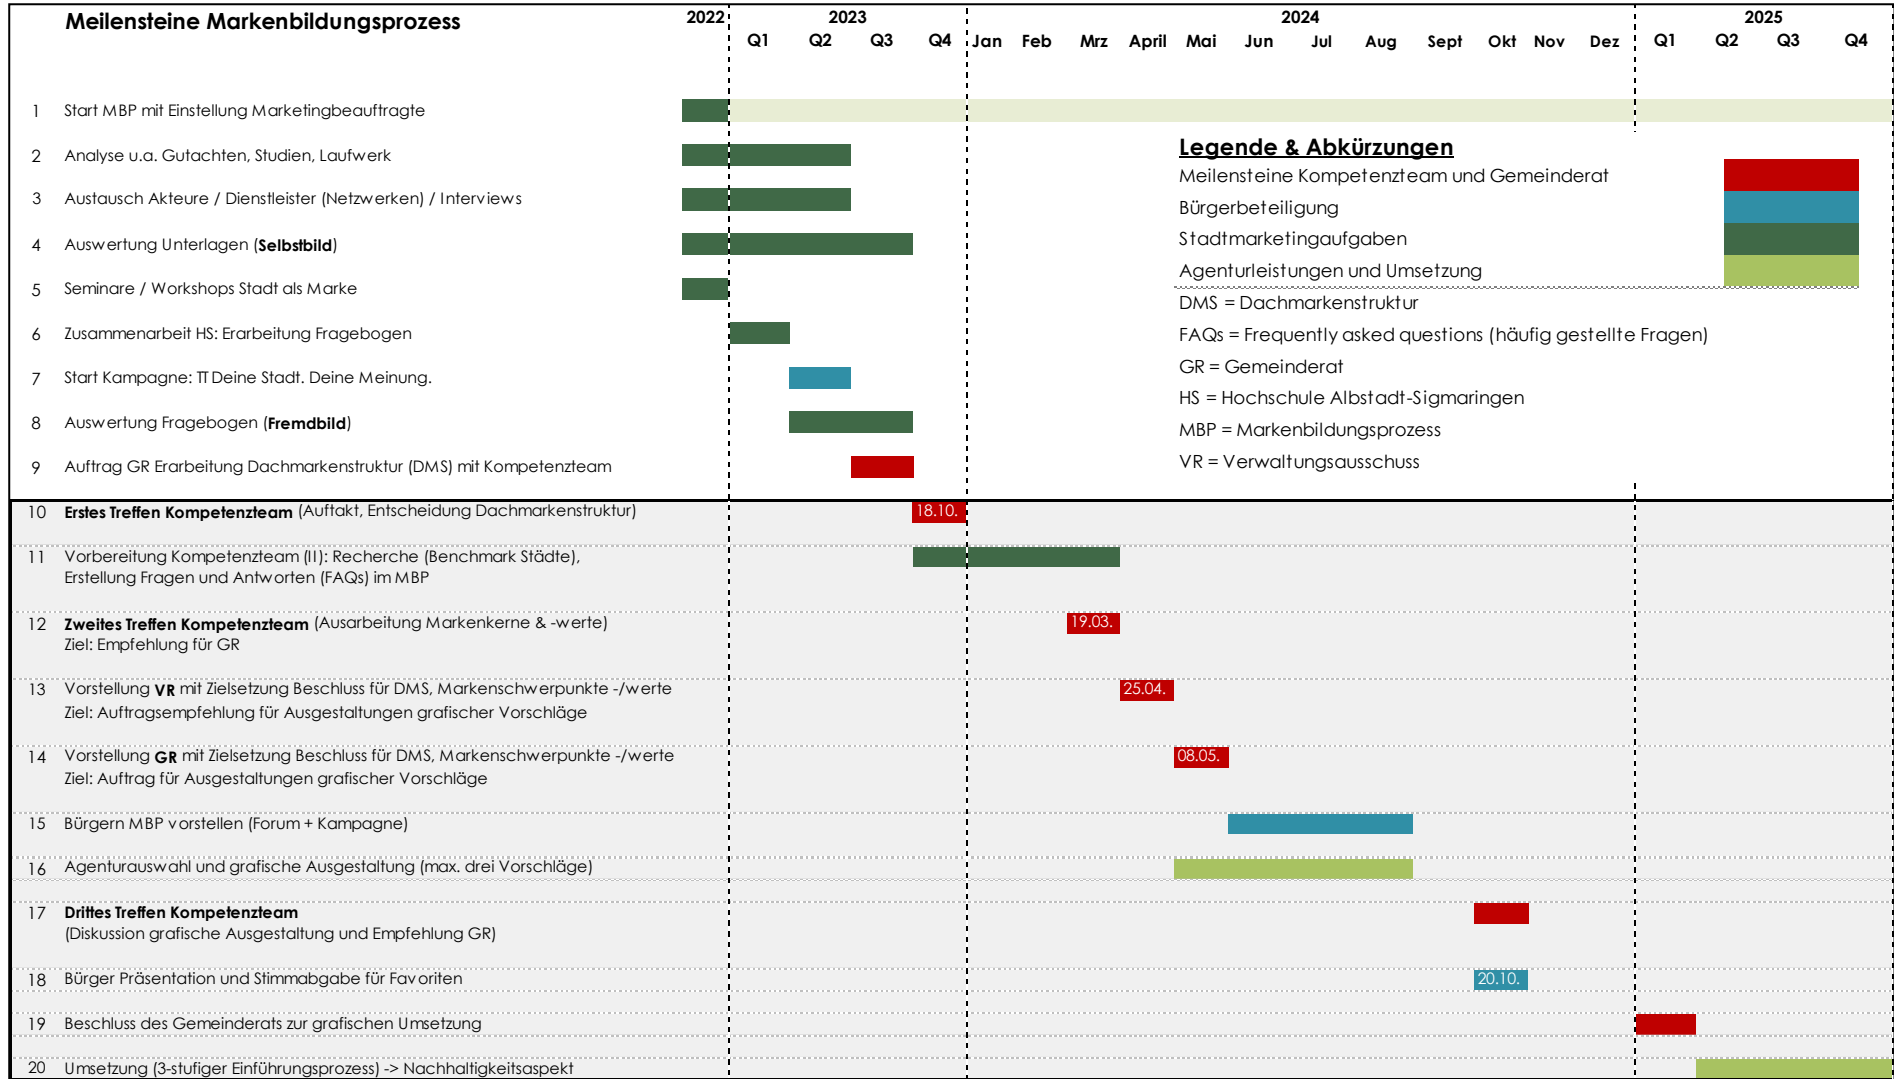 Meilensteine Markenbildungsprozess
2022 2023 2024 2025
Q1 Q2 Q3 Q4 Jan Feb Mrz April Mai Jun Jul Aug Sept Okt Nov Dez Q1 Q2 Q3 Q4
1 Start MBP mit Einstellung Marketingbeauftragte
2 Analyse u.a. Gutachten, Studien, Laufwerk
3 Austausch Akteure / Dienstleister (Netzwerken) / Interviews
4 Auswertung Unterlagen (Selbstbild)
5 Seminare / Workshops Stadt als Marke
6 Zusammenarbeit HS: Erarbeitung Fragebogen
7 Start Kampagne: TT Deine Stadt. Deine Meinung.
8 Auswertung Fragebogen (Fremdbild)
9 Auftrag GR Erarbeitung Dachmarkenstruktur (DMS) mit Kompetenzteam
Legende & Abkürzungen
Meilensteine Kompetenzteam und Gemeinderat
Bürgerbeteiligung
Stadtmarketingaufgaben
Agenturleistungen und Umsetzung
DMS = Dachmarkenstruktur
FAQs = Frequently asked questions (häufig gestellte Fragen)
GR = Gemeinderat
HS = Hochschule Albstadt-Sigmaringen
MBP = Markenbildungsprozess
VR = Verwaltungsausschuss
10 Erstes Treffen Kompetenzteam (Auftakt, Entscheidung Dachmarkenstruktur) 18.10.
11 Vorbereitung Kompetenzteam (II): Recherche (Benchmark Städte),
Erstellung Fragen und Antworten (FAQs) im MBP
12 Zweites Treffen Kompetenzteam (Ausarbeitung Markenkerne & -werte) 19.03.
Ziel: Empfehlung für GR
13 Vorstellung VR mit Zielsetzung Beschluss für DMS, Markenschwerpunkte -/werte 25.04.
Ziel: Auftragsempfehlung für Ausgestaltungen grafischer Vorschläge
14 Vorstellung GR mit Zielsetzung Beschluss für DMS, Markenschwerpunkte -/werte 08.05.
Ziel: Auftrag für Ausgestaltungen grafischer Vorschläge
15 Bürgern MBP vorstellen (Forum + Kampagne)
16 Agenturauswahl und grafische Ausgestaltung (max. drei Vorschläge)
17 Drittes Treffen Kompetenzteam
(Diskussion grafische Ausgestaltung und Empfehlung GR)
18 Bürger Präsentation und Stimmabgabe für Favoriten 20.10.
19 Beschluss des Gemeinderats zur grafischen Umsetzung
20 Umsetzung (3-stufiger Einführungsprozess) -> Nachhaltigkeitsaspekt